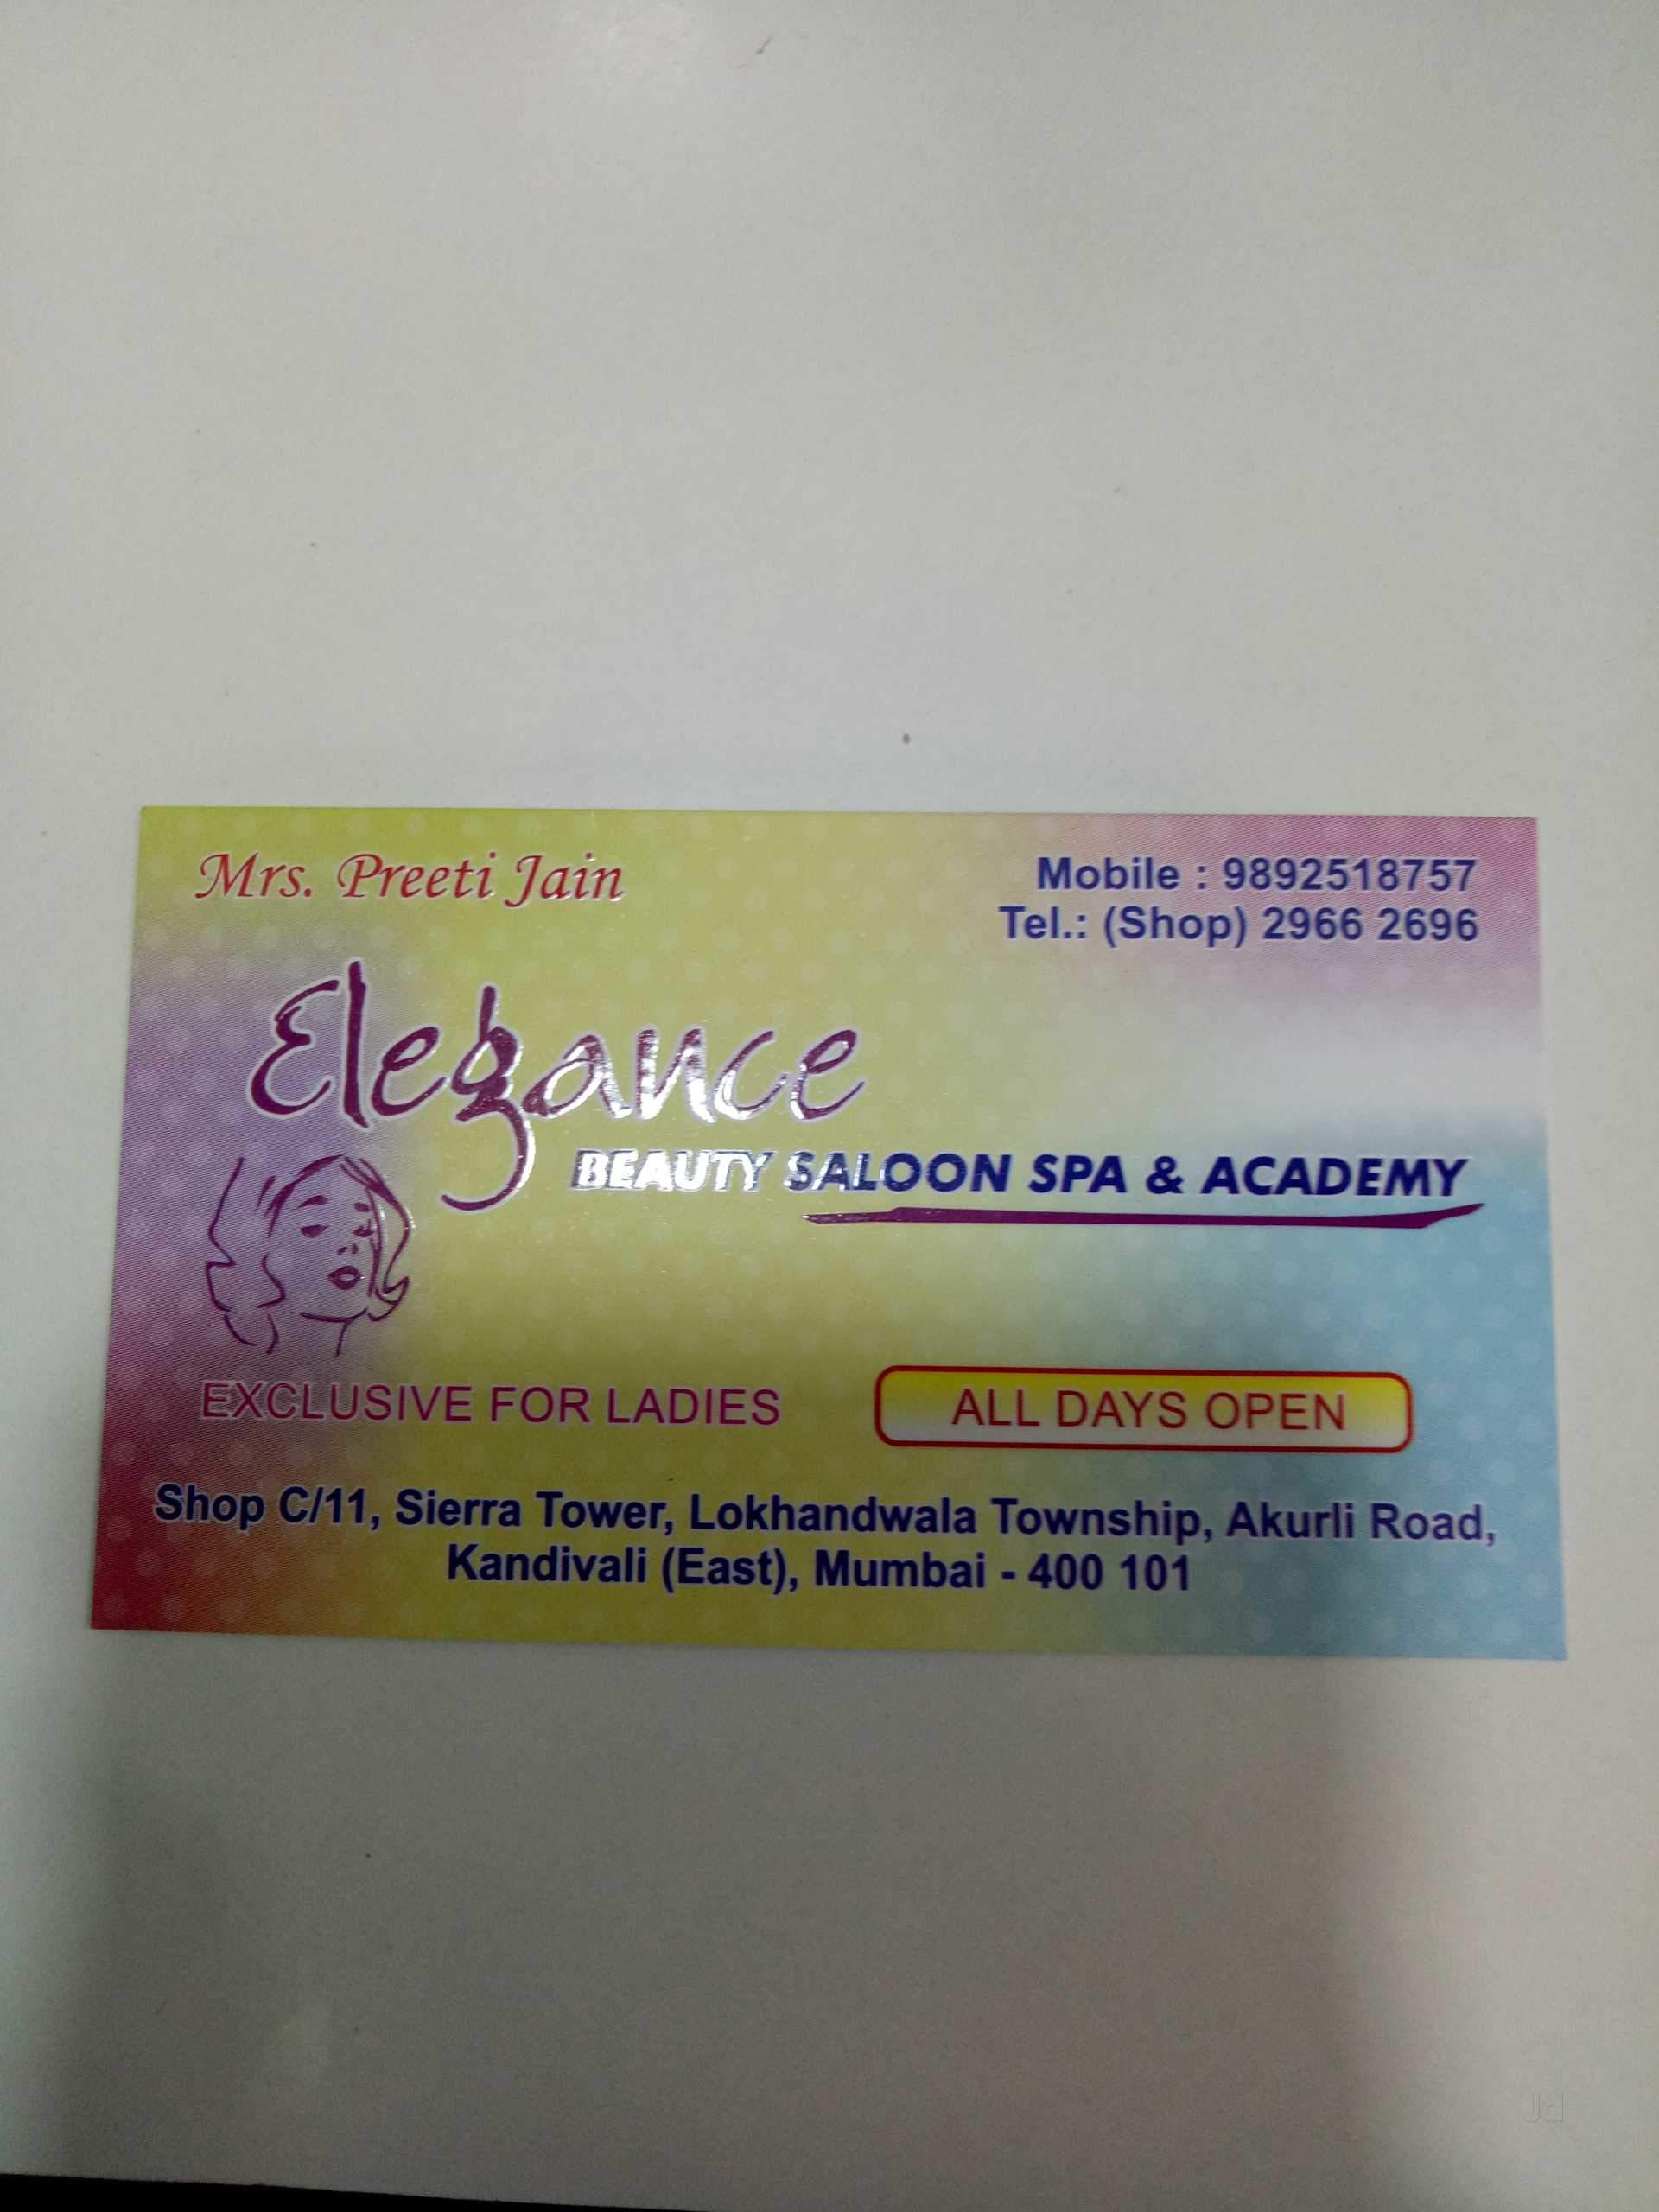 Mrs. Preeti Jain
Mobile : 9892518757
Tel.: (Shop) 2966 2696
Elegance
BEAUTY SALOON SPA & ACADEMY
EXCLUSIVE FOR LADIES
ALL DAYS OPEN
Shop C/11, Sierra Tower, Lokhandwala Township, Akurli Road,
Kandivali (East), Mumbai - 400 101
Jd